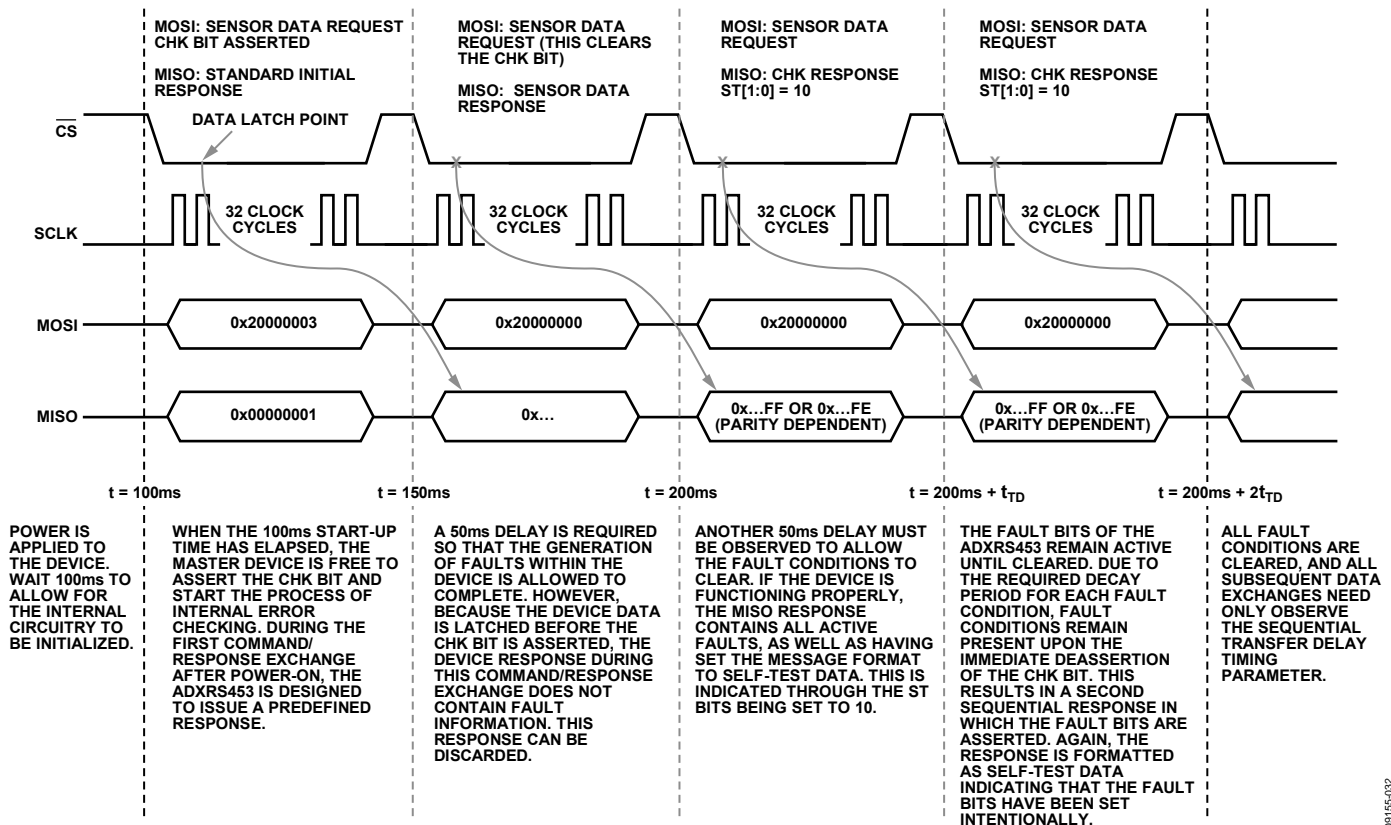 MOSI: SENSOR DATA REQUEST
CHK BIT ASSERTED
MISO: STANDARD INITIAL
RESPONSE
MOSI: SENSOR DATA
REQUEST (THIS CLEARS
THE CHK BIT)
MISO: SENSOR DATA
RESPONSE
MOSI: SENSOR DATA
REQUEST
MISO: CHK RESPONSE
ST[1:0] = 10
MOSI: SENSOR DATA
REQUEST
MISO: CHK RESPONSE
ST[1:0] = 10
DATA LATCH POINT
CS
X
X
X
SCLK
32 CLOCK
CYCLES
32 CLOCK
CYCLES
32 CLOCK
CYCLES
32 CLOCK
CYCLES
MOSI
0x20000003
0x20000000
0x20000000
0x20000000
MISO
0x00000001
0x...
0x...FF OR 0x...FE
(PARITY DEPENDENT)
0x...FF OR 0x...FE
(PARITY DEPENDENT)
t = 100ms
t = 150ms
t = 200ms
t = 200ms + tTD
t = 200ms + 2tTD
POWER IS
APPLIED TO
THE DEVICE.
WAIT 100ms TO
ALLOW FOR
THE INTERNAL
CIRCUITRY TO
BE INITIALIZED.
WHEN THE 100ms START-UP
TIME HAS ELAPSED, THE
MASTER DEVICE IS FREE TO
ASSERT THE CHK BIT AND
START THE PROCESS OF
INTERNAL ERROR
CHECKING. DURING THE
FIRST COMMAND/
RESPONSE EXCHANGE
AFTER POWER-ON, THE
ADXRS453 IS DESIGNED
TO ISSUE A PREDEFINED
RESPONSE.
A 50ms DELAY IS REQUIRED
SO THAT THE GENERATION
OF FAULTS WITHIN THE
DEVICE IS ALLOWED TO
COMPLETE. HOWEVER,
BECAUSE THE DEVICE DATA
IS LATCHED BEFORE THE
CHK BIT IS ASSERTED, THE
DEVICE RESPONSE DURING
THIS COMMAND/RESPONSE
EXCHANGE DOES NOT
CONTAIN FAULT
INFORMATION. THIS
RESPONSE CAN BE
DISCARDED.
ANOTHER 50ms DELAY MUST
BE OBSERVED TO ALLOW
THE FAULT CONDITIONS TO
CLEAR. IF THE DEVICE IS
FUNCTIONING PROPERLY,
THE MISO RESPONSE
CONTAINS ALL ACTIVE
FAULTS, AS WELL AS HAVING
SET THE MESSAGE FORMAT
TO SELF-TEST DATA. THIS IS
INDICATED THROUGH THE ST
BITS BEING SET TO 10.
THE FAULT BITS OF THE
ADXRS453 REMAIN ACTIVE
UNTIL CLEARED. DUE TO
THE REQUIRED DECAY
PERIOD FOR EACH FAULT
CONDITION, FAULT
CONDITIONS REMAIN
PRESENT UPON THE
IMMEDIATE DEASSERTION
OF THE CHK BIT. THIS
RESULTS IN A SECOND
SEQUENTIAL RESPONSE IN
WHICH THE FAULT BITS ARE
ASSERTED. AGAIN, THE
RESPONSE IS FORMATTED
AS SELF-TEST DATA
INDICATING THAT THE FAULT
BITS HAVE BEEN SET
INTENTIONALLY.
ALL FAULT
CONDITIONS ARE
CLEARED, AND ALL
SUBSEQUENT DATA
EXCHANGES NEED
ONLY OBSERVE
THE SEQUENTIAL
TRANSFER DELAY
TIMING
PARAMETER.
09155-032